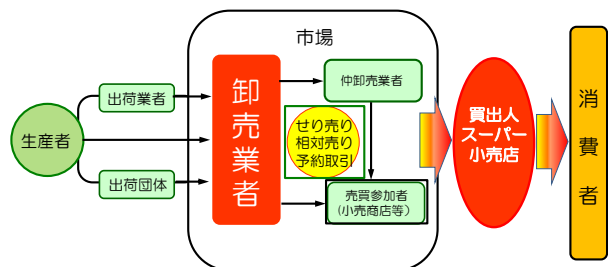 市場
生産者
出荷業者
出荷団体
卸売業者
仲卸売業者
せり売り
相対売り
予約取引
売買参加者
(小売商店等)
買出人
スーパー
小売店
消費者